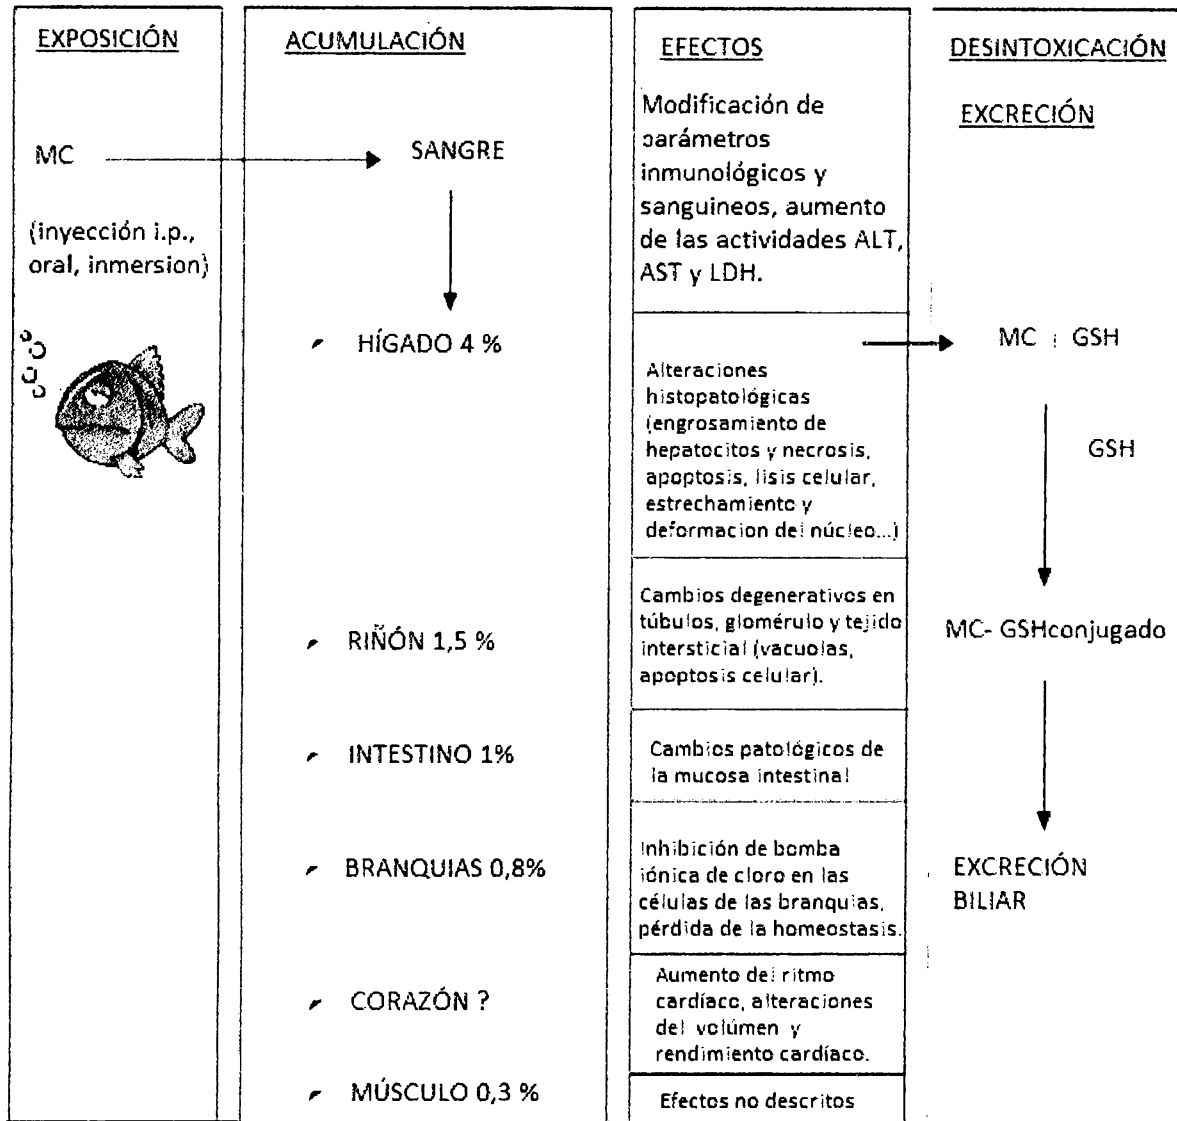 EXPOSICIÓN
MC
(inyección i.p.,
oral, inmersion)
ACUMULACIÓN
SANGRE
HÍGADO 4 %
RIÑÓN 1,5 %
INTESTINO 1%
BRANQUIAS 0,8%
CORAZÓN ?
MÚSCULO 0,3 %
EFECTOS
Modificación de
parámetros
inmunológicos y
sanguineos, aumento
de las actividades ALT,
AST y LDH.
Alteraciones
histopatológicas
(engrosamiento de
hepatocitos y necrosis,
apoptosis, lisis celular,
estrechamiento y
deformacion del núcleo...)
Cambios degenerativos en
túbulos, glomérulo y tejido
intersticial (vacuolas,
apoptosis celular).
Cambios patológicos de
la mucosa intestinal
Inhibición de bomba
iónica de cloro en las
células de las branquias,
pérdida de la homeostasis.
Aumento del ritmo
cardíaco, alteraciones
del volúmen y
rendimiento cardíaco.
Efectos no descritos
DESINTOXICACIÓN
EXCRECIÓN
MC : GSH
GSH
MC- GSHconjugado
EXCRECIÓN
BILIAR